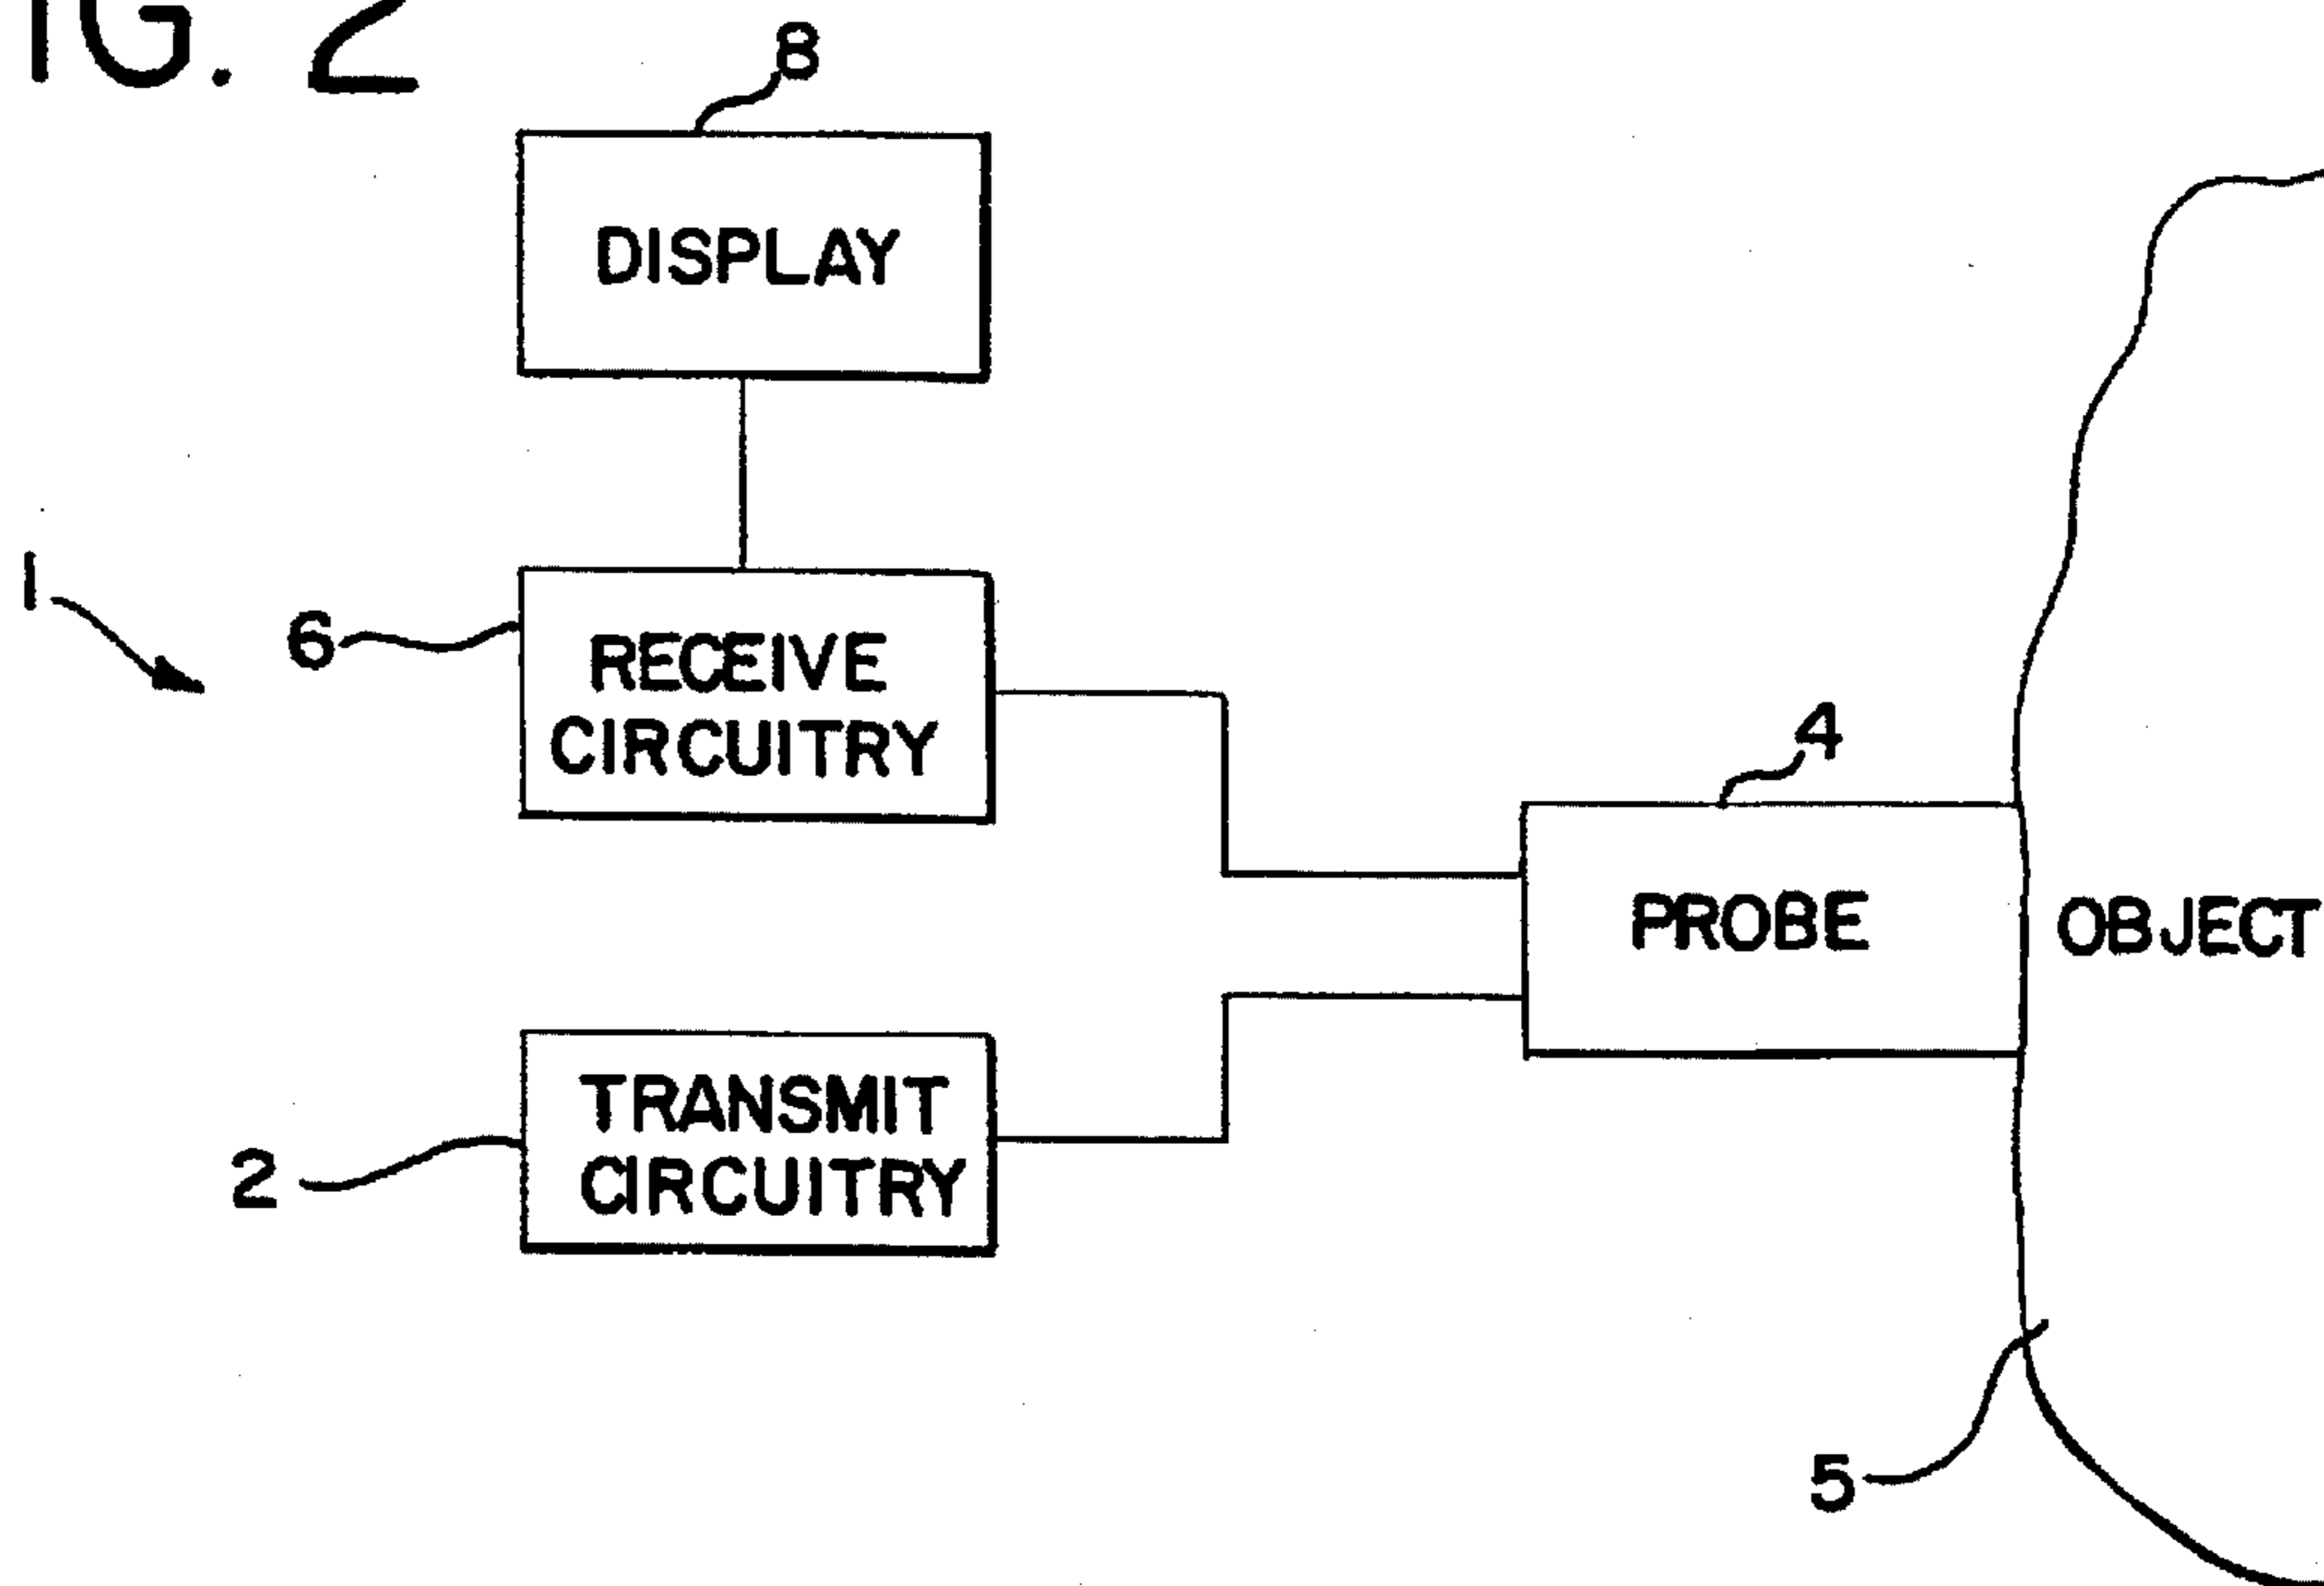 IG. 2
8
DISPLAY
1
6
RECEIVE
CIRCUITRY
4
PROBE
OBJECT
TRANSMIT
CIRCUITRY
2
5